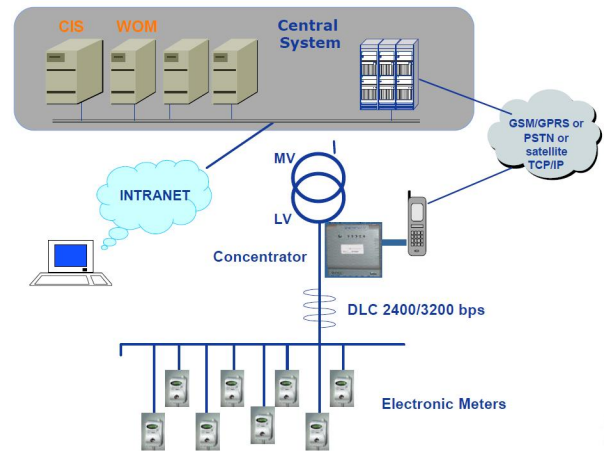 CIS
WOM
Central
System
GSM/GPRS or
PSTN or
satellite
TCP/IP
MV
INTRANET
LV
Concentrator
DLC 2400/3200 bps
Electronic Meters